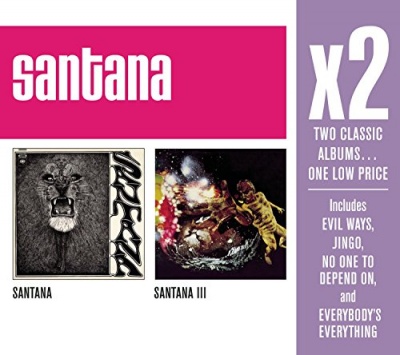 santana
SANTANA
SANTANA
SANTANA III
x2
TWO CLASSIC
ALBUMS...
ONE LOW PRICE
Includes
EVIL WAYS,
JINGO,
NO ONE TO
DEPEND ON,
and
EVERYBODY'S
EVERYTHING